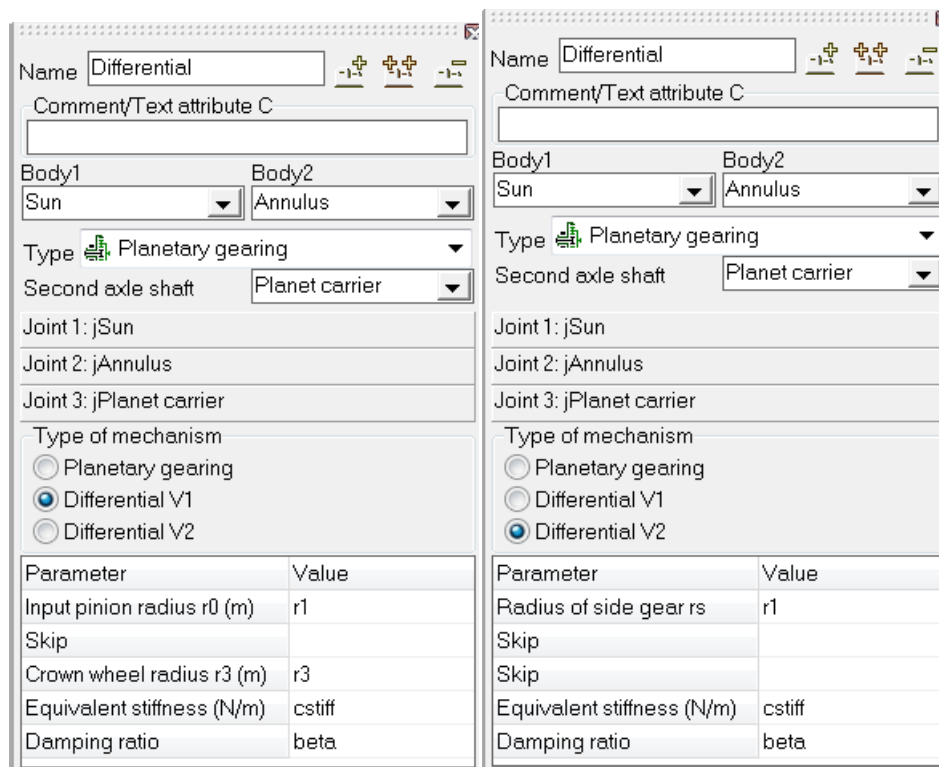 Name Differential
Comment/Text attribute C
Body1 Body2
Sun Annulus
Type Planetary gearing
Second axle shaft Planet carrier
Joint 1: jSun
Joint 2: jAnnulus
Joint 3: jPlanet carrier
Type of mechanism
Planetary gearing
Differential V1
Differential V2
Parameter Value
Input pinion radius r0 (m) r1
Skip
Crown wheel radius r3 (m) r3
Equivalent stiffness (N/m) cstiff
Damping ratio beta
Name Differential
Comment/Text attribute C
Body1 Body2
Sun Annulus
Type Planetary gearing
Second axle shaft Planet carrier
Joint 1: jSun
Joint 2: jAnnulus
Joint 3: jPlanet carrier
Type of mechanism
Planetary gearing
Differential V1
Differential V2
Parameter Value
Radius of side gear rs r1
Skip
Skip
Equivalent stiffness (N/m) cstiff
Damping ratio beta